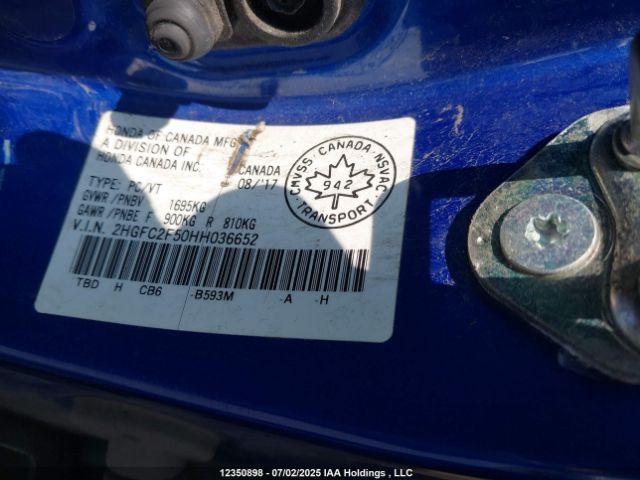 HONDA OF CANADA MFG.
A DIVISION OF
HONDA CANADA INC.
CANADA
08/'17
TYPE: PC/VT
GVWR /PNBV 1695KG
GAWR /PNBE F 900KG R 810KG
V.I.N. 2HGFC2F50HH036652
TBD H CB6 -B593M -A -H
CMVSS · CANADA · NSVAC
942
TRANSPORT
12350898 - 07/02/2025 IAA Holdings , LLC